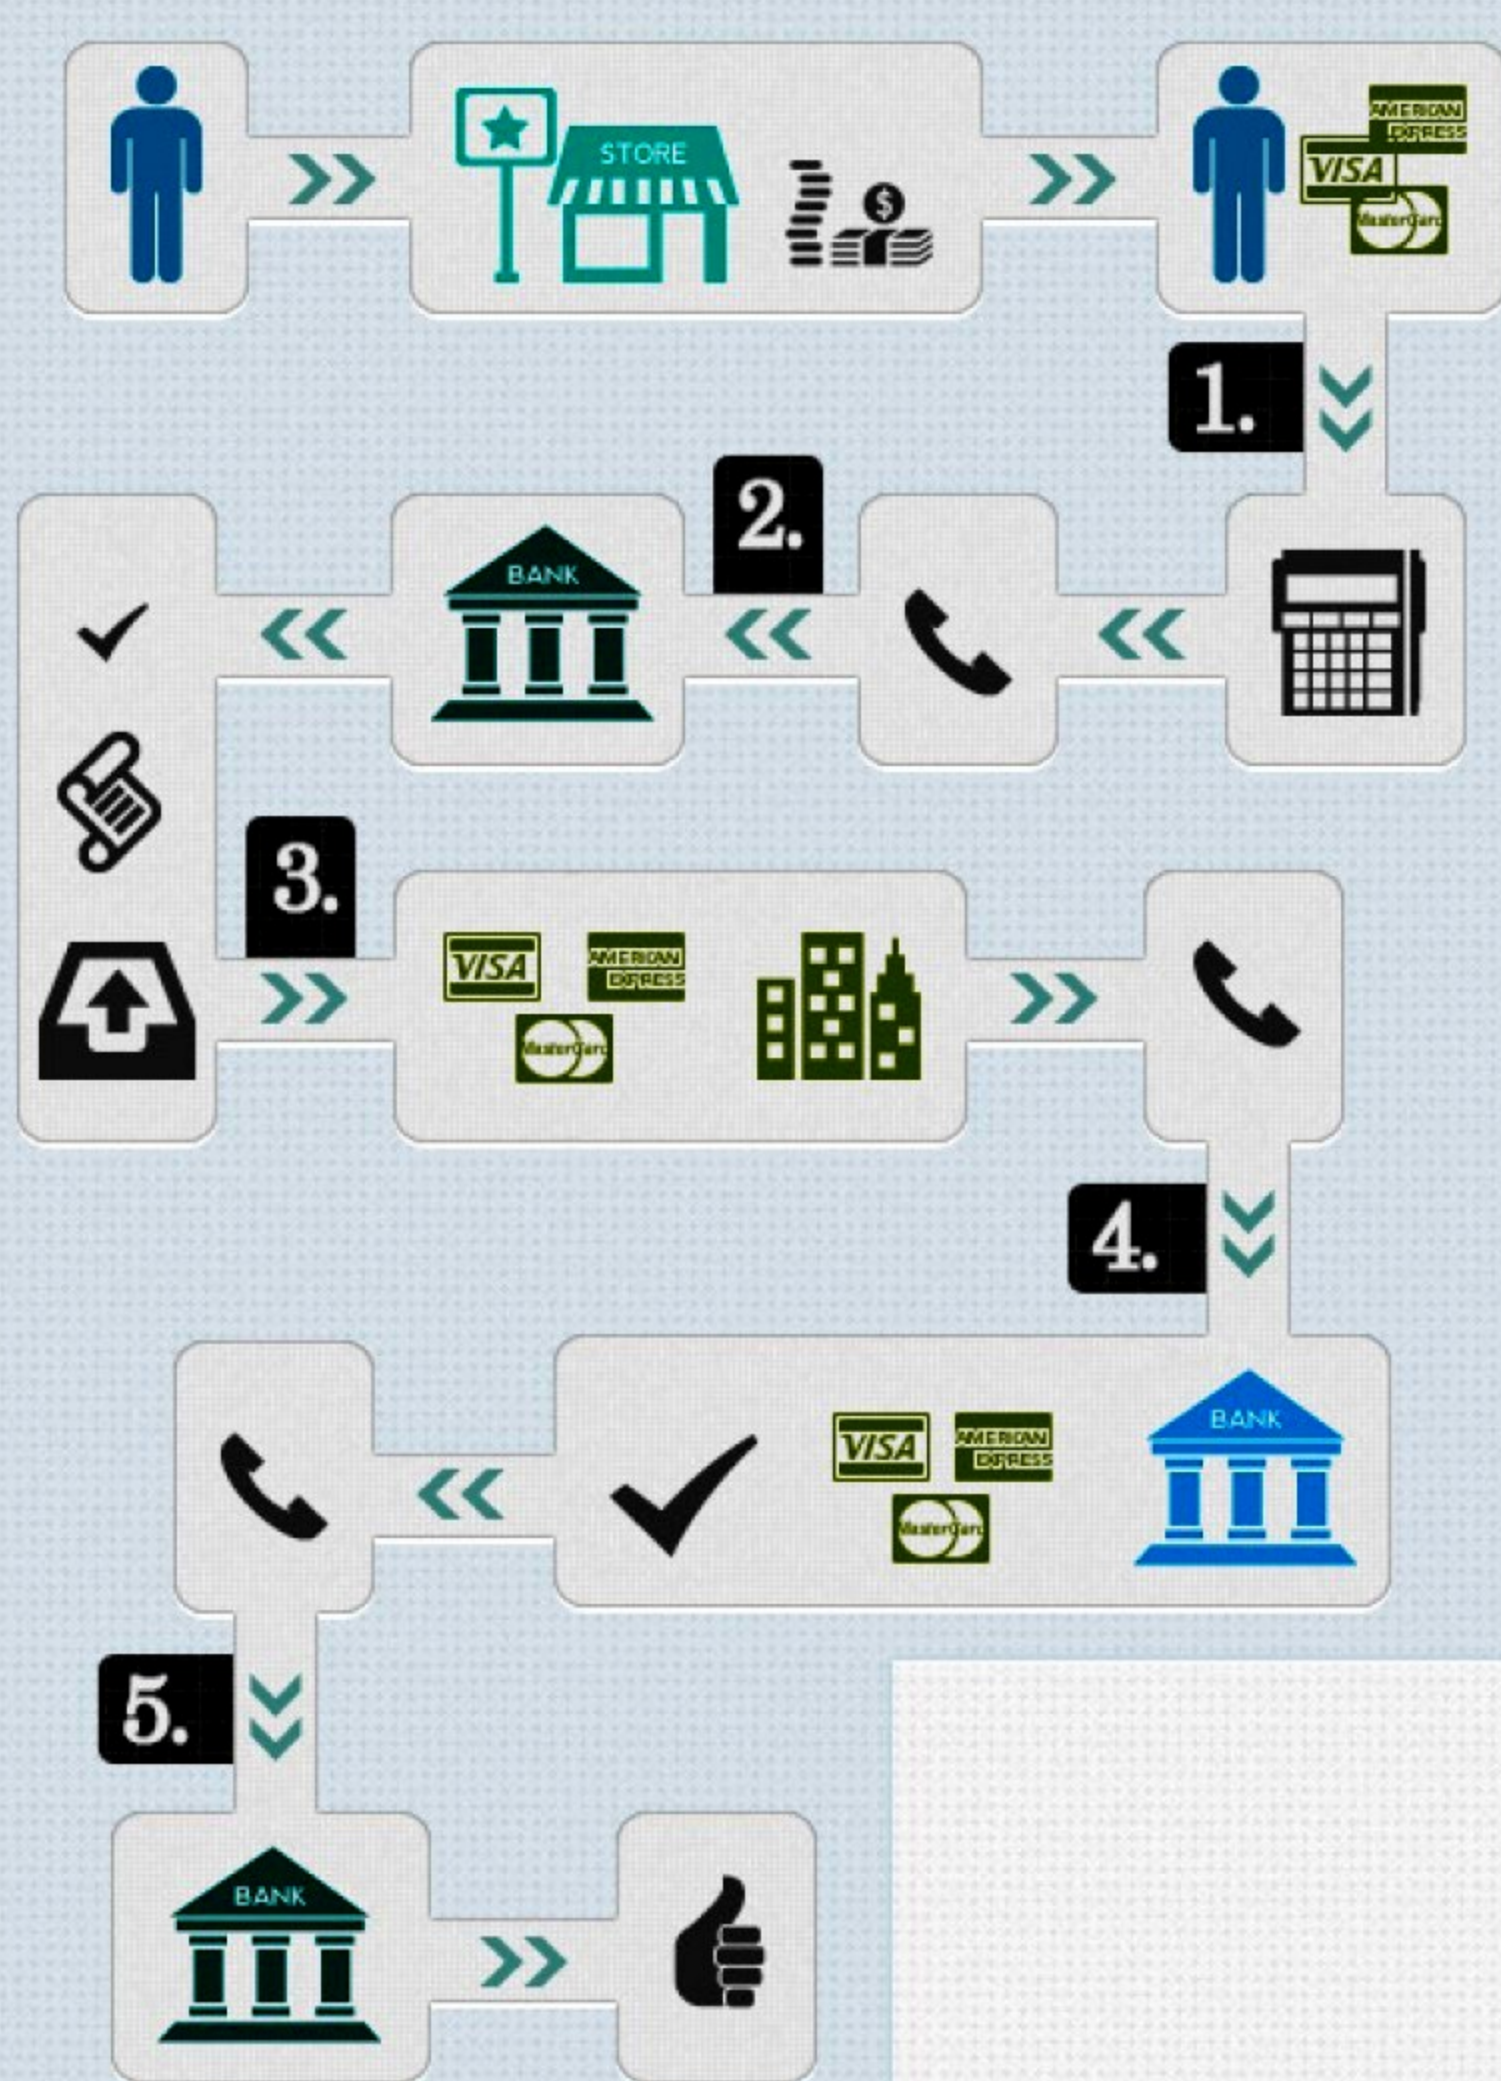 STORE
$
AMERICAN
EXPRESS
VISA
MasterCard
1.
2.
BANK
3.
VISA
AMERICAN
EXPRESS
MasterCard
4.
BANK
VISA
AMERICAN
EXPRESS
MasterCard
5.
BANK